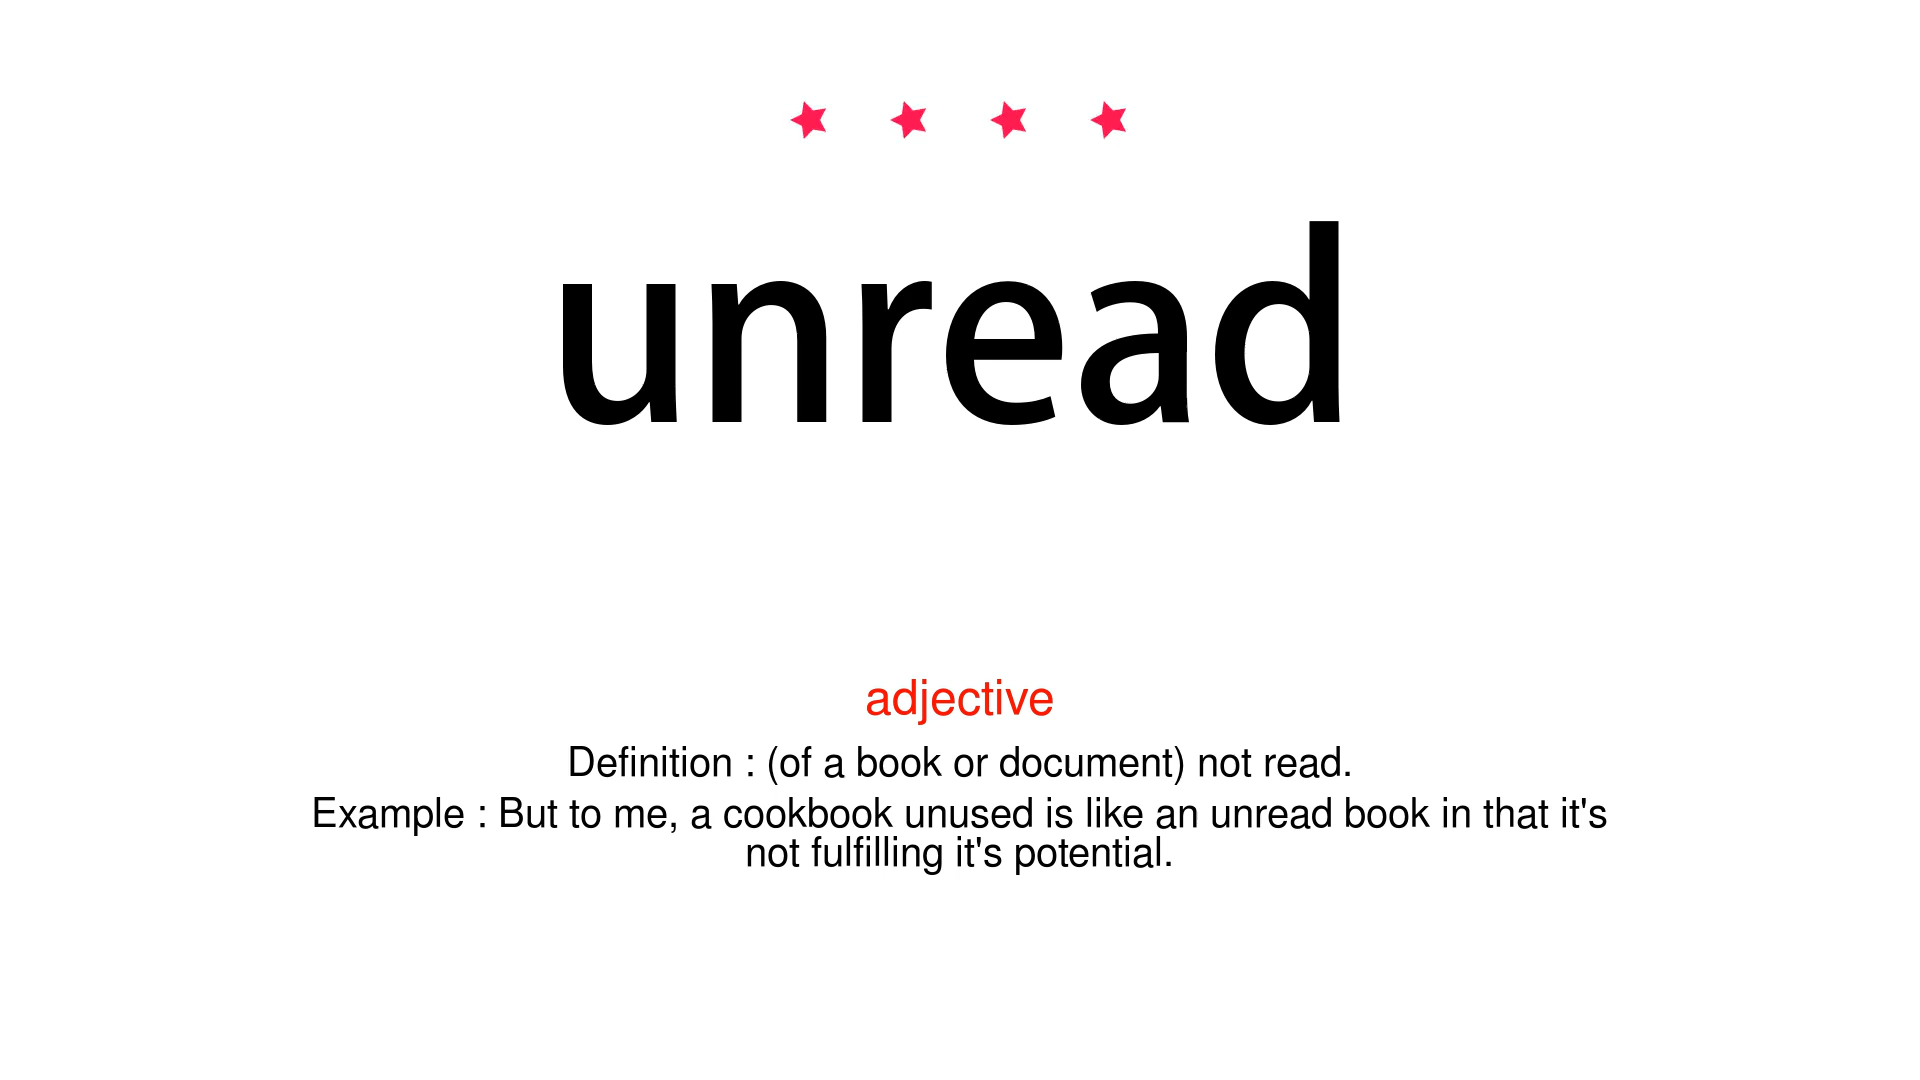 unread
adjective
Definition : (of a book or document) not read.
Example : But to me, a cookbook unused is like an unread book in that it's
not fulfilling it's potential.